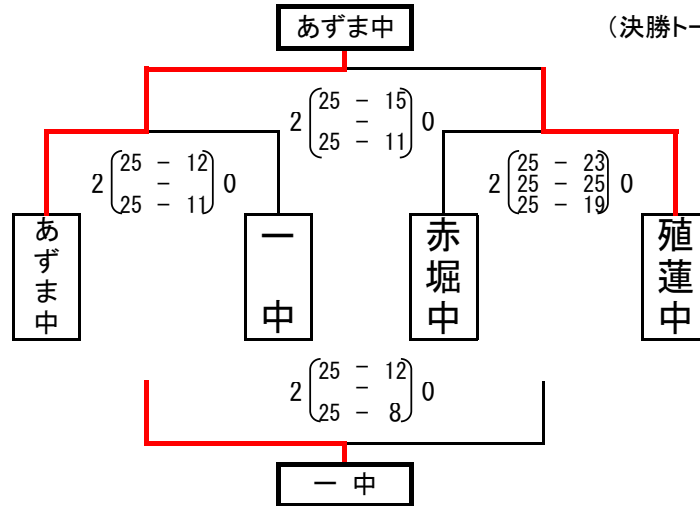 あずま中
(決勝トー
2 25 - 15 0
-
25 - 11
2 25 - 12 0
-
25 - 11
2 25 - 23 0
25 - 25
25 - 19
あずま中
一中
赤堀中
殖蓮中
2 25 - 12 0
-
25 - 8
一中